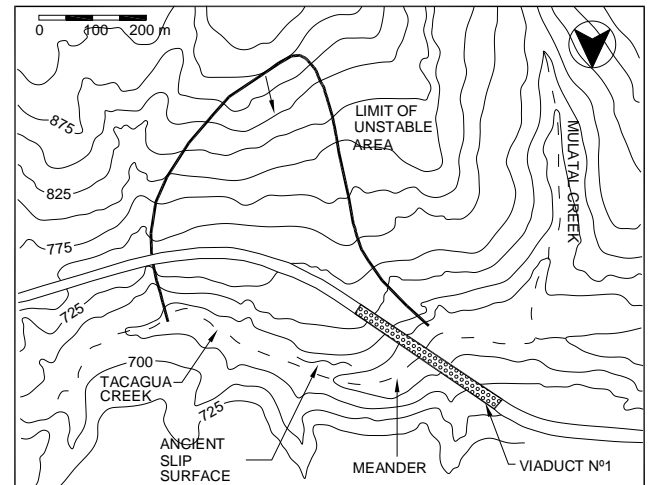 0 100 200 m
LIMIT OF
UNSTABLE
AREA
MULATAL CREEK
875
825
775
725
700
TACAGUA
CREEK
725
ANCIENT
SLIP
SURFACE
MEANDER
VIADUCT Nº1